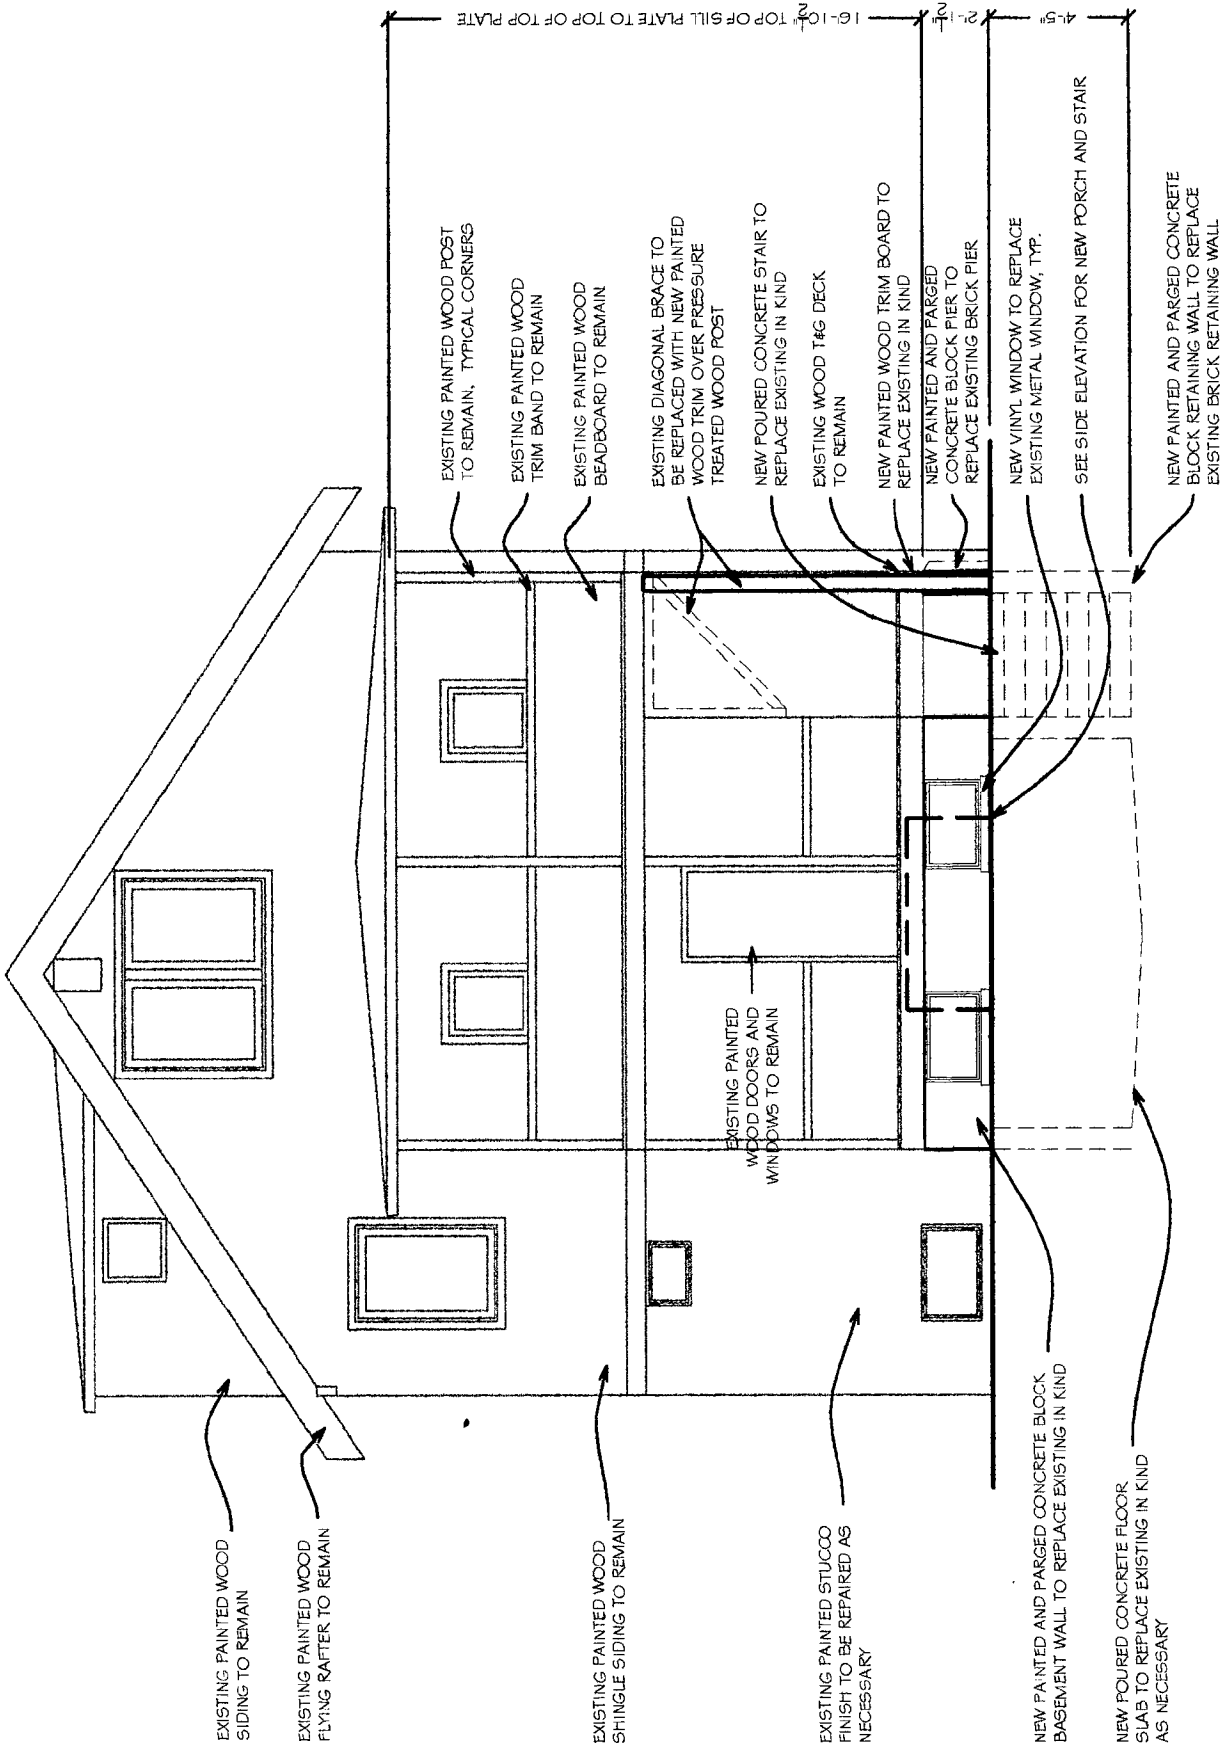 EXISTING PAINTED WOOD
SIDING TO REMAIN
EXISTING PAINTED WOOD
FLYING RAFTER TO REMAIN
EXISTING PAINTED WOOD
SHINGLE SIDING TO REMAIN
EXISTING PAINTED STUCCO
FINISH TO BE REPAIRED AS
NECESSARY
NEW PAINTED AND PARGED CONCRETE BLOCK
BASEMENT WALL TO REPLACE EXISTING IN KIND
NEW POURED CONCRETE FLOOR
SLAB TO REPLACE EXISTING IN KIND
AS NECESSARY
EXISTING PAINTED
WOOD DOORS AND
WINDOWS TO REMAIN
EXISTING PAINTED WOOD POST
TO REMAIN, TYPICAL CORNERS
EXISTING PAINTED WOOD
TRIM BAND TO REMAIN
EXISTING PAINTED WOOD
BEADBOARD TO REMAIN
EXISTING DIAGONAL BRACE TO
BE REPLACED WITH NEW PAINTED
WOOD TRIM OVER PRESSURE
TREATED WOOD POST
NEW POURED CONCRETE STAIR TO
REPLACE EXISTING IN KIND
EXISTING WOOD T&G DECK
TO REMAIN
NEW PAINTED WOOD TRIM BOARD TO
REPLACE EXISTING IN KIND
NEW PAINTED AND PARGED
CONCRETE BLOCK PIER TO
REPLACE EXISTING BRICK PIER
NEW VINYL WINDOW TO REPLACE
EXISTING METAL WINDOW, TYP.
SEE SIDE ELEVATION FOR NEW PORCH AND STAIR
NEW PAINTED AND PARGED CONCRETE
BLOCK RETAINING WALL TO REPLACE
EXISTING BRICK RETAINING WALL
16'-10 1/2" TOP OF SILL PLATE TO TOP OF TOP PLATE
2'-1 1/2"
4'-5"